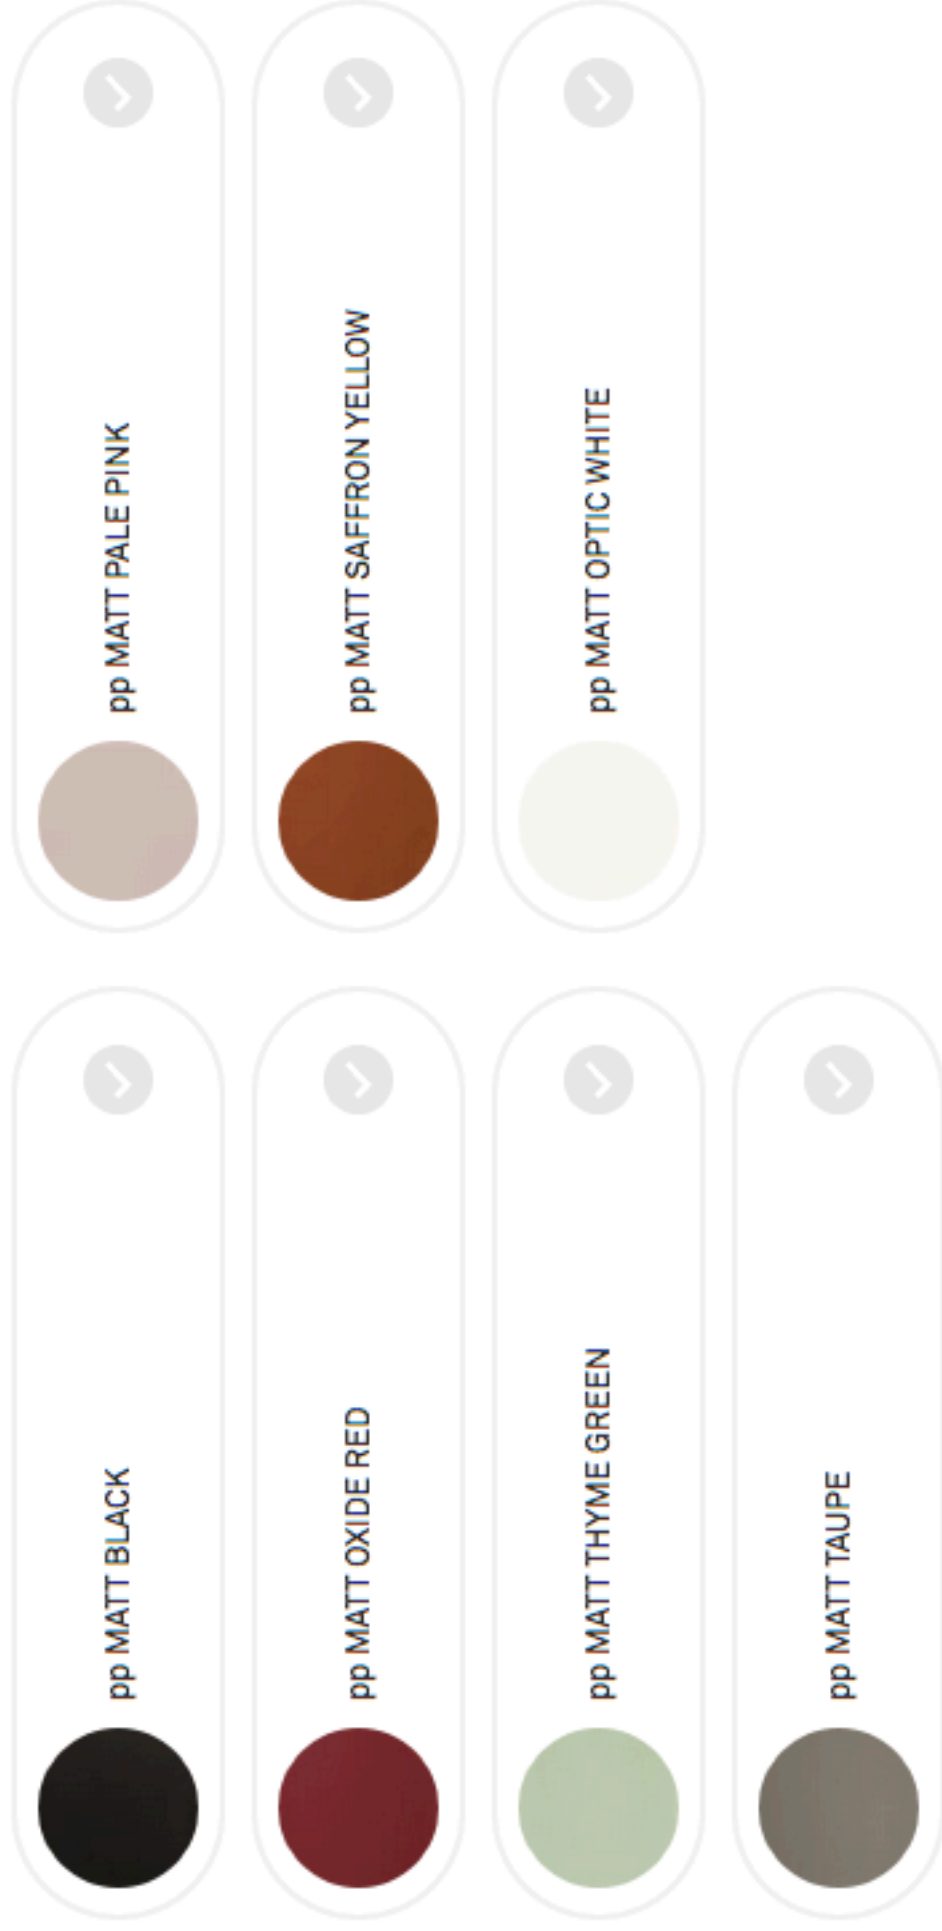 pp MATT BLACK
pp MATT PALE PINK
pp MATT OXIDE RED
pp MATT SAFFRON YELLOW
pp MATT THYME GREEN
pp MATT OPTIC WHITE
pp MATT TAUPE